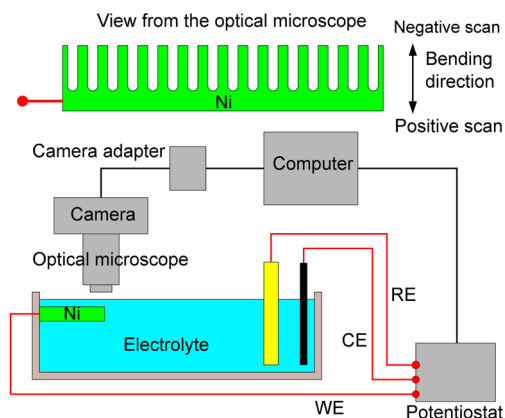 View from the optical microscope
Negative scan
Bending
direction
Ni
Positive scan
Camera adapter
Computer
Camera
Optical microscope
Ni
RE
Electrolyte
CE
WE
Potentiostat